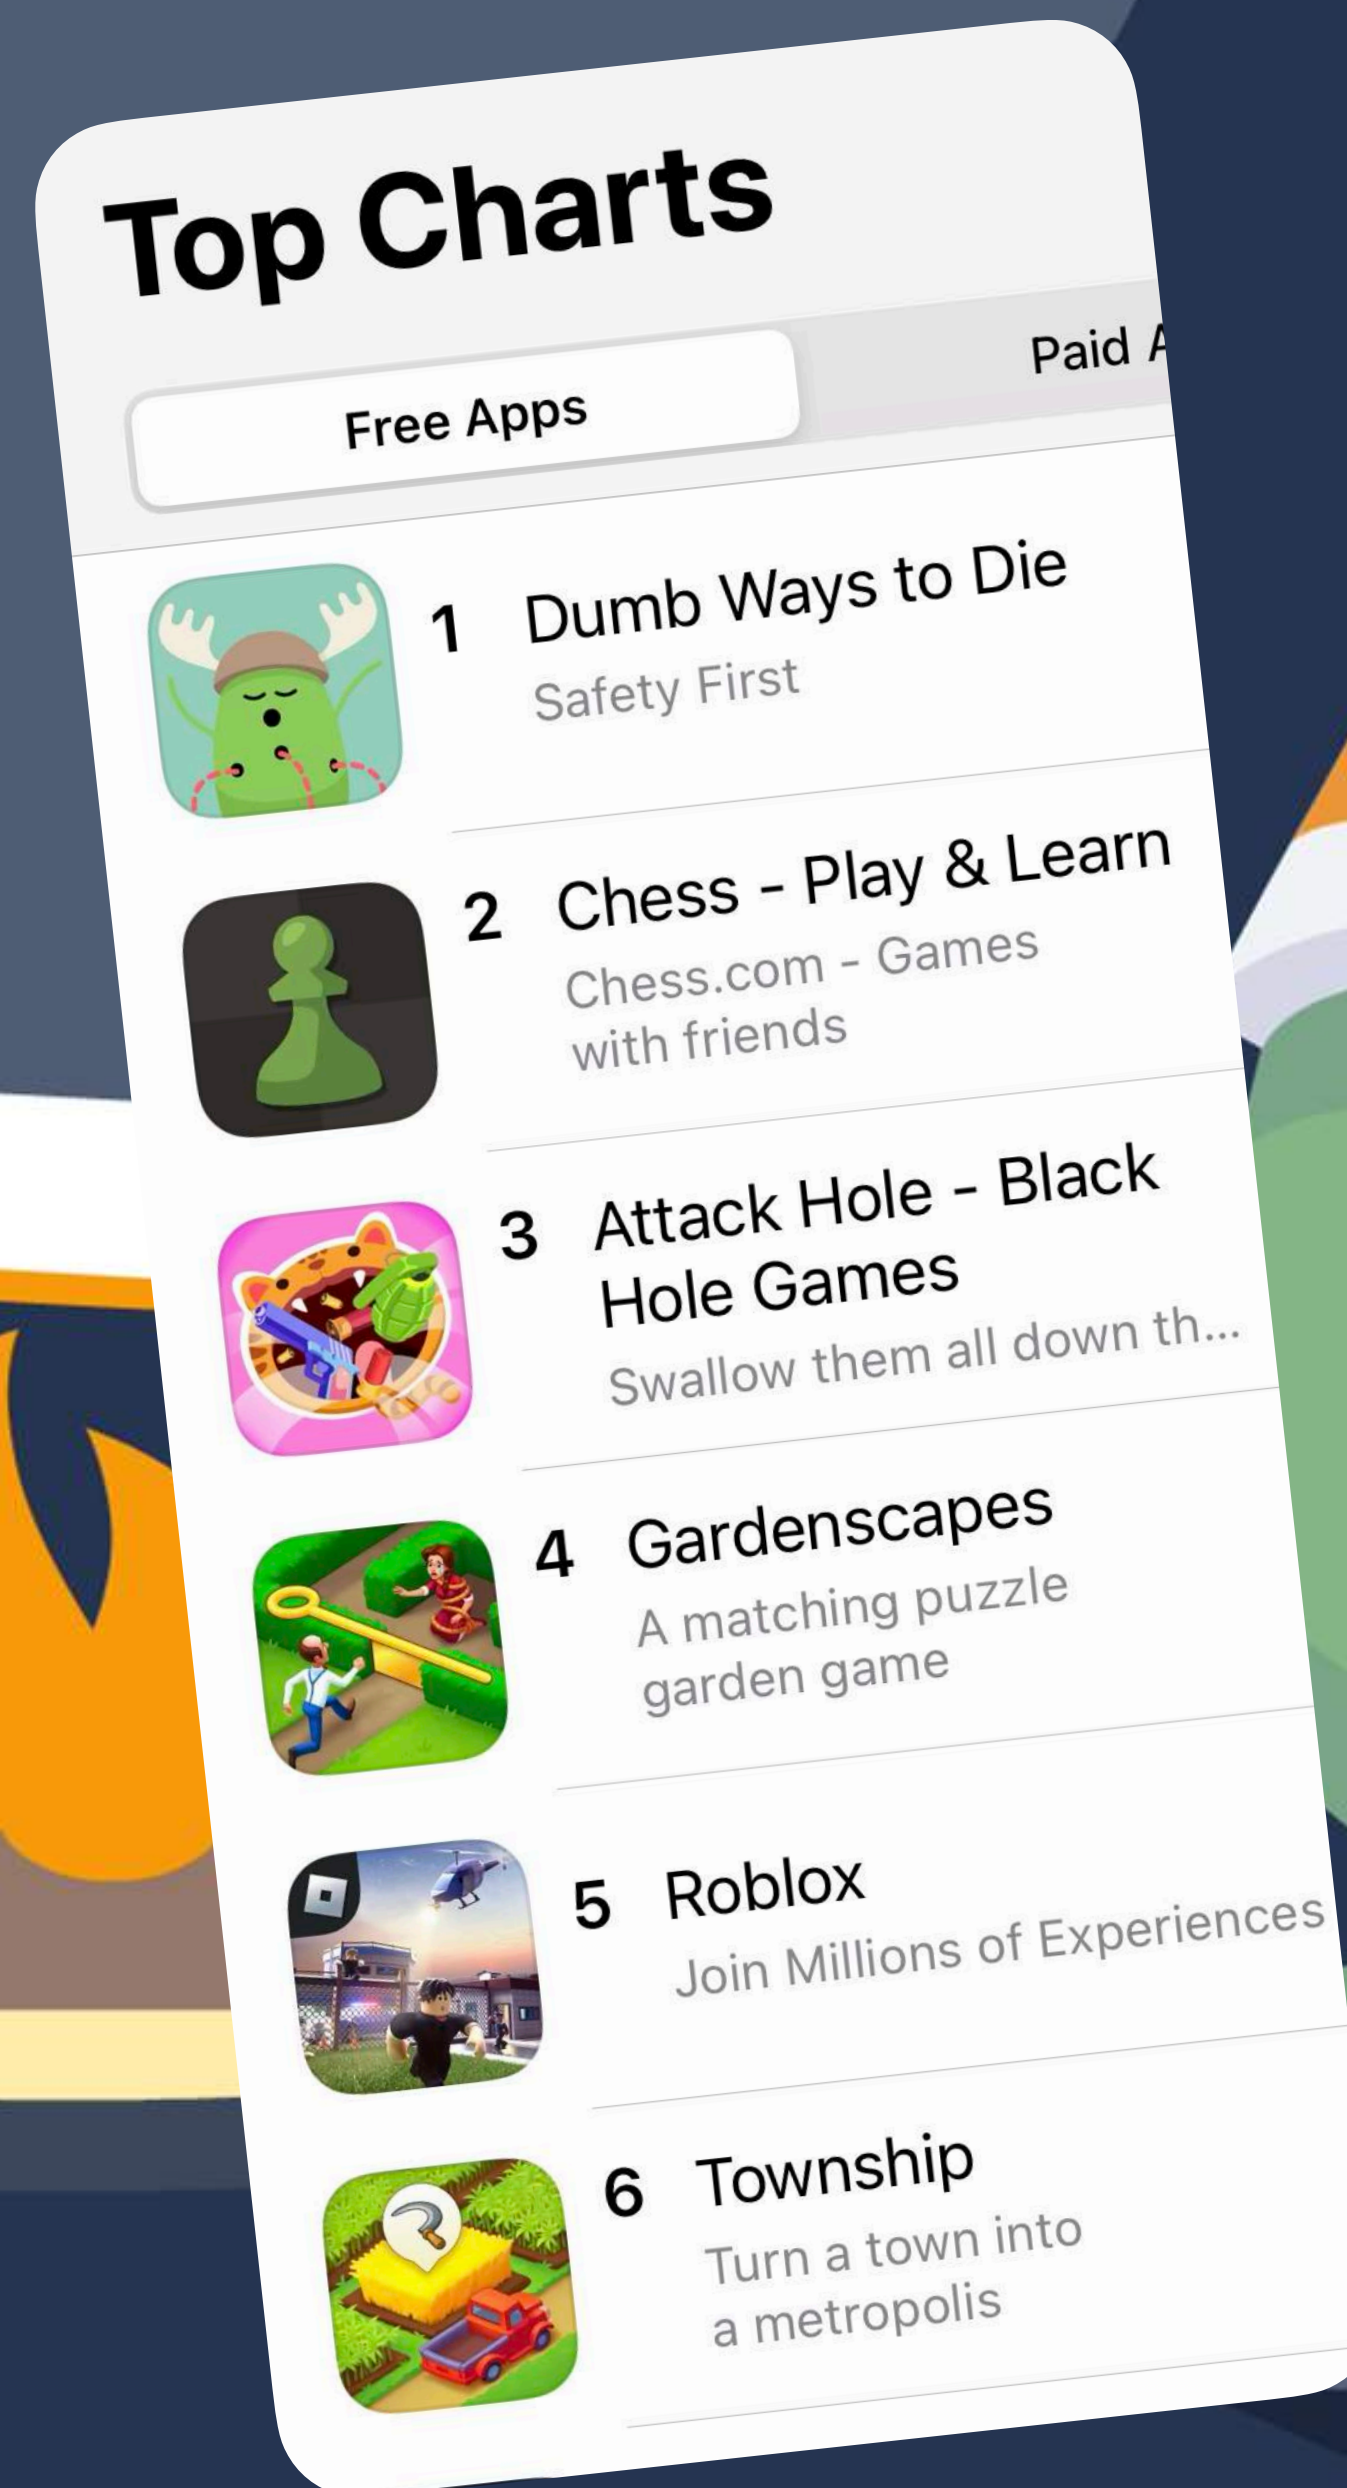 Top Charts
Free Apps
Paid A
1
Dumb Ways to Die
Safety First
2
Chess - Play & Learn
Chess.com - Games
with friends
3
Attack Hole - Black
Hole Games
Swallow them all down th...
4
Gardenscapes
A matching puzzle
garden game
5
Roblox
Join Millions of Experiences
6
Township
Turn a town into
a metropolis